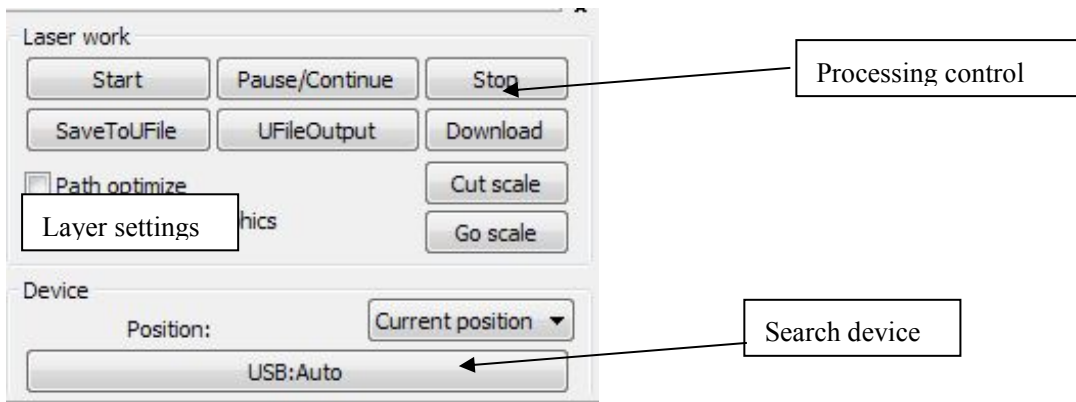 Laser work
Start Pause/Continue Stop
Processing control
SaveToUFile UFileOutput Download
Path optimize Cut scale
Layer settings
Go scale
Device
Position: Current position
Search device
USB:Auto